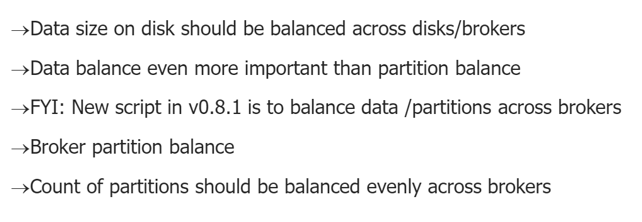 →Data size on disk should be balanced across disks/brokers
→Data balance even more important than partition balance
→FYI: New script in v0.8.1 is to balance data /partitions across brokers
→Broker partition balance
→Count of partitions should be balanced evenly across brokers